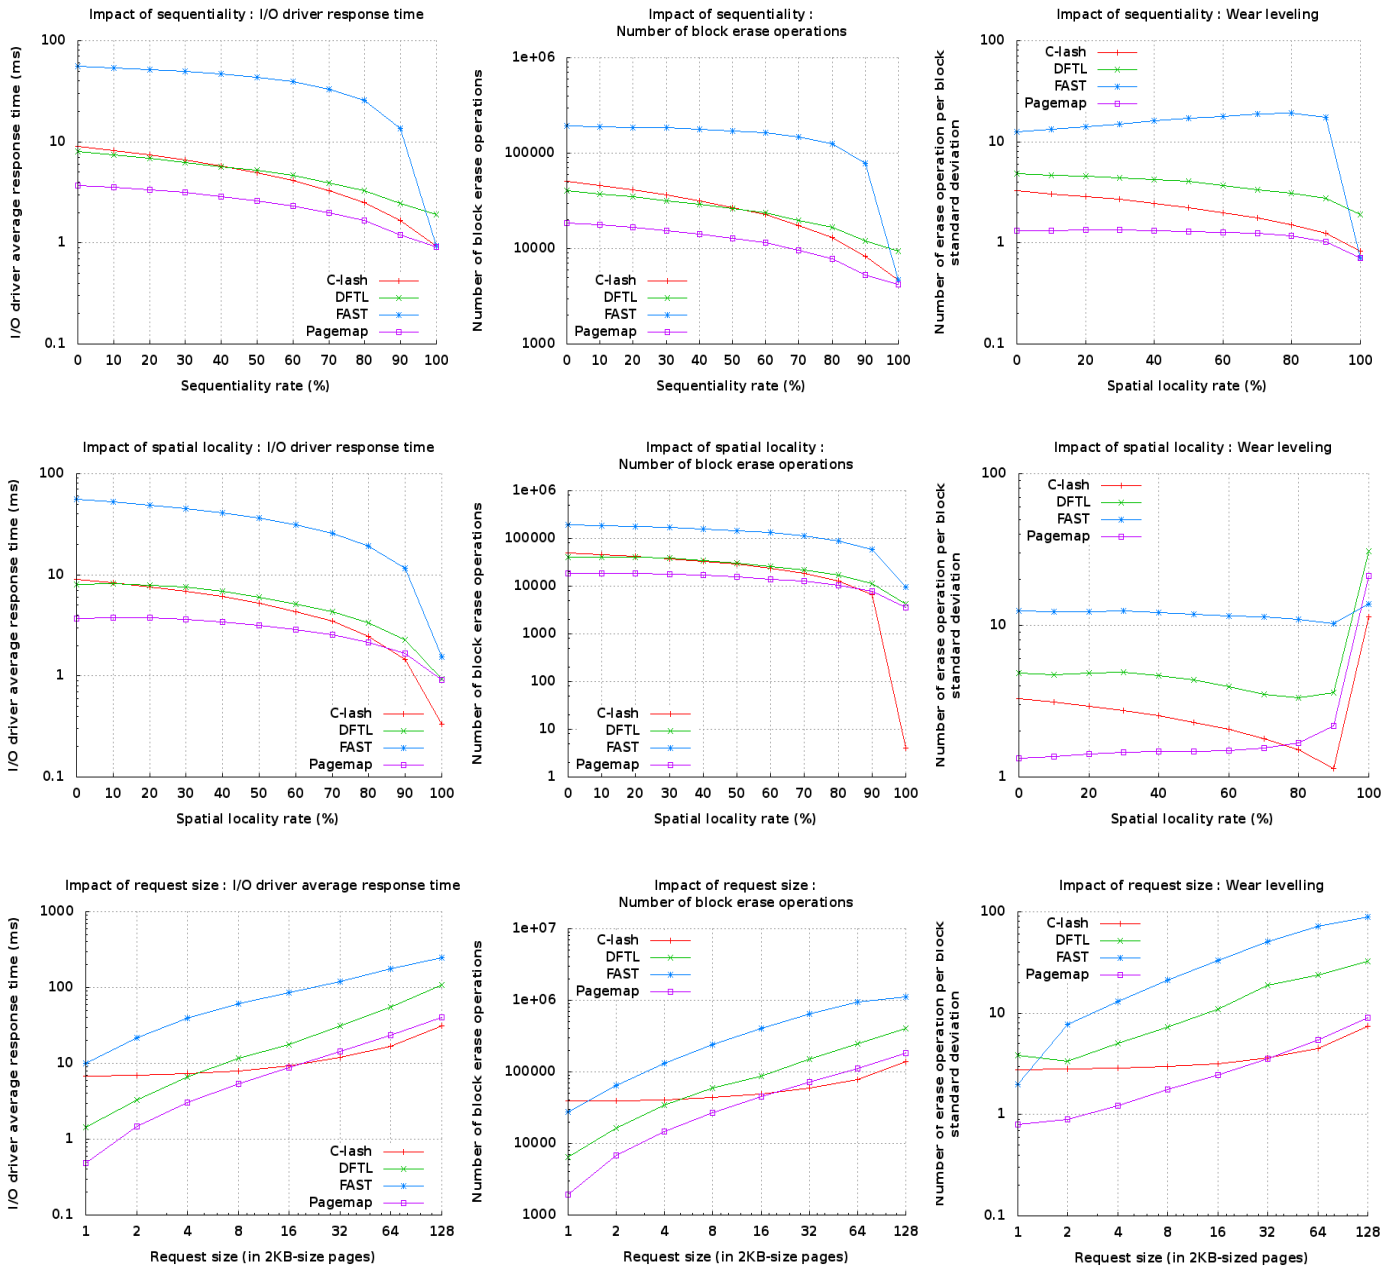 Impact of sequentiality : I/O driver response time
I/O driver average response time (ms)
100
10
1
0.1
C-lash
DFTL
FAST
Pagemap
0 10 20 30 40 50 60 70 80 90 100
Sequentiality rate (%)
Impact of sequentiality :
Number of block erase operations
Number of block erase operations
1e+06
100000
10000
1000
C-lash
DFTL
FAST
Pagemap
0 10 20 30 40 50 60 70 80 90 100
Sequentiality rate (%)
Impact of sequentiality : Wear leveling
Number of erase operation per block
standard deviation
100
10
1
0.1
C-lash
DFTL
FAST
Pagemap
0 20 40 60 80 100
Spatial locality rate (%)
Impact of spatial locality : I/O driver response time
I/O driver average response time (ms)
100
10
1
0.1
C-lash
DFTL
FAST
Pagemap
0 10 20 30 40 50 60 70 80 90 100
Spatial locality rate (%)
Impact of spatial locality :
Number of block erase operations
Number of block erase operations
1e+06
100000
10000
1000
100
10
1
C-lash
DFTL
FAST
Pagemap
0 10 20 30 40 50 60 70 80 90 100
Spatial locality rate (%)
Impact of spatial locality : Wear leveling
Number of erase operation per block
standard deviation
100
10
1
C-lash
DFTL
FAST
Pagemap
0 20 40 60 80 100
Spatial locality rate (%)
Impact of request size : I/O driver average response time
I/O driver average response time (ms)
1000
100
10
1
0.1
C-lash
DFTL
FAST
Pagemap
1 2 4 8 16 32 64 128
Request size (in 2KB-size pages)
Impact of request size :
Number of block erase operations
Number of block erase operations
1e+07
1e+06
100000
10000
1000
C-lash
DFTL
FAST
Pagemap
1 2 4 8 16 32 64 128
Request size (in 2KB-size pages)
Impact of request size : Wear levelling
Number of erase operation per block
standard deviation
100
10
1
0.1
C-lash
DFTL
FAST
Pagemap
1 2 4 8 16 32 64 128
Request size (in 2KB-sized pages)